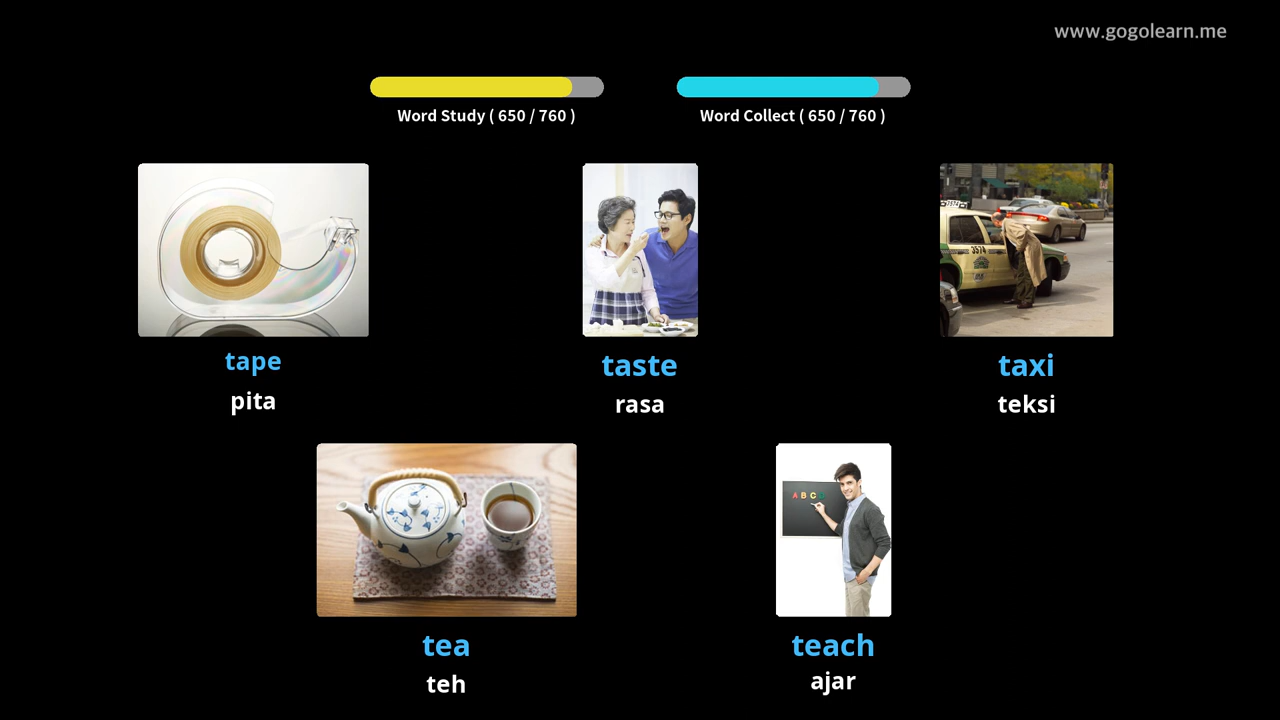 www.gogolearn.me
Word Study ( 650 / 760 )
Word Collect ( 650 / 760 )
3574
A B C
tape
taste
taxi
pita
rasa
teksi
tea
teach
teh
ajar